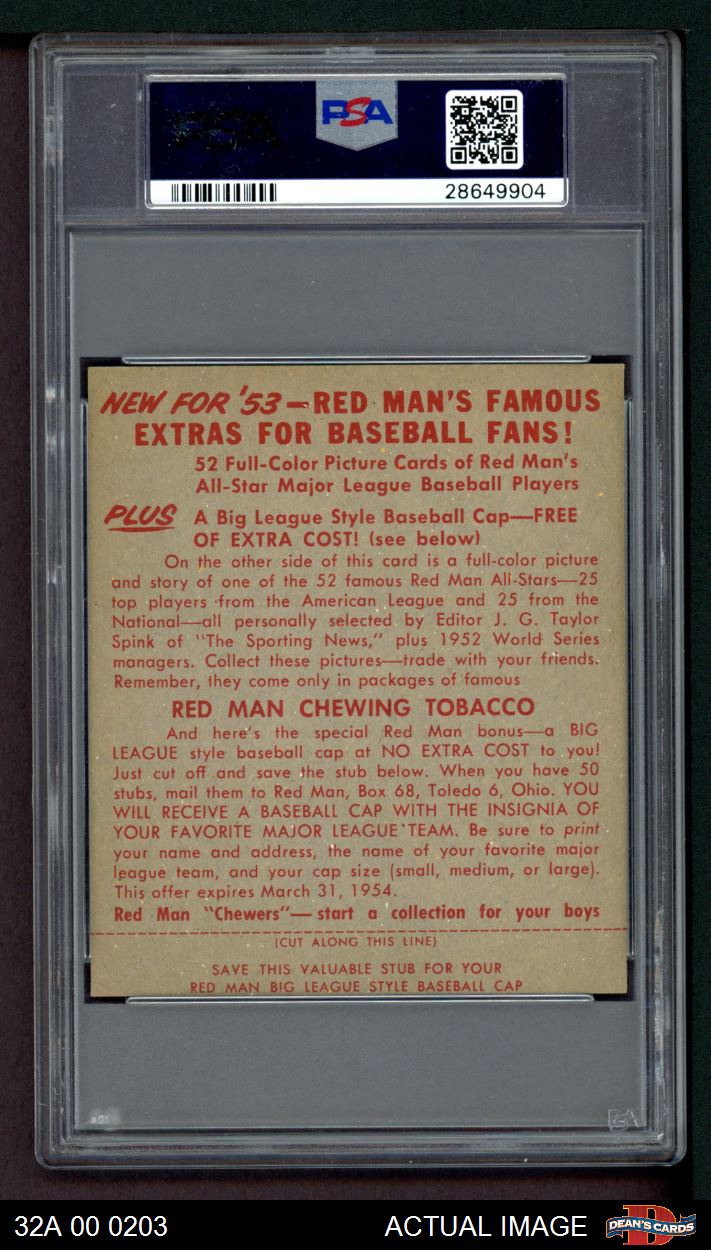 PSA
28649904
NEW FOR '53 — RED MAN'S FAMOUS
EXTRAS FOR BASEBALL FANS!
52 Full-Color Picture Cards of Red Man's
All-Star Major League Baseball Players
PLUS A Big League Style Baseball Cap—FREE
OF EXTRA COST! (see below)
On the other side of this card is a full-color picture
and story of one of the 52 famous Red Man All-Stars—25
top players from the American League and 25 from the
National—all personally selected by Editor J. G. Taylor
Spink of "The Sporting News," plus 1952 World Series
managers. Collect these pictures—trade with your friends.
Remember, they come only in packages of famous
RED MAN CHEWING TOBACCO
And here's the special Red Man bonus—a BIG
LEAGUE style baseball cap at NO EXTRA COST to you!
Just cut off and save the stub below. When you have 50
stubs, mail them to Red Man, Box 68, Toledo 6, Ohio. YOU
WILL RECEIVE A BASEBALL CAP WITH THE INSIGNIA OF
YOUR FAVORITE MAJOR LEAGUE TEAM. Be sure to print
your name and address, the name of your favorite major
league team, and your cap size (small, medium, or large).
This offer expires March 31, 1954.
Red Man "Chewers"—start a collection for your boys
(CUT ALONG THIS LINE)
SAVE THIS VALUABLE STUB FOR YOUR
RED MAN BIG LEAGUE STYLE BASEBALL CAP
PSA
32A 00 0203 ACTUAL IMAGE D DEAN'S CARDS